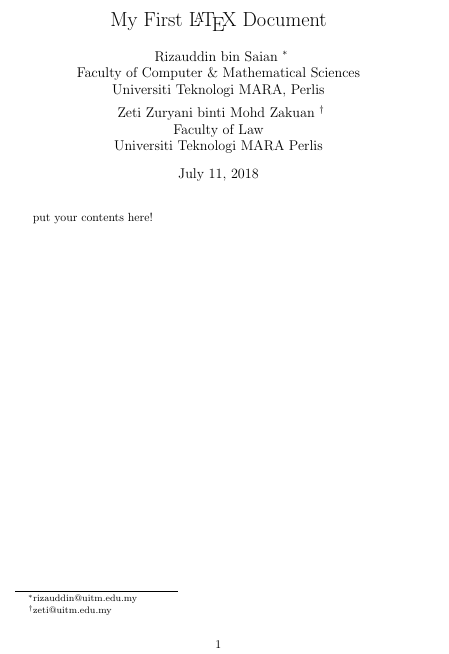 My First LATEX Document
Rizauddin bin Saian *
Faculty of Computer & Mathematical Sciences
Universiti Teknologi MARA, Perlis
Zeti Zuryani binti Mohd Zakuan †
Faculty of Law
Universiti Teknologi MARA Perlis
July 11, 2018
put your contents here!
*rizauddin@uitm.edu.my
†zeti@uitm.edu.my
1